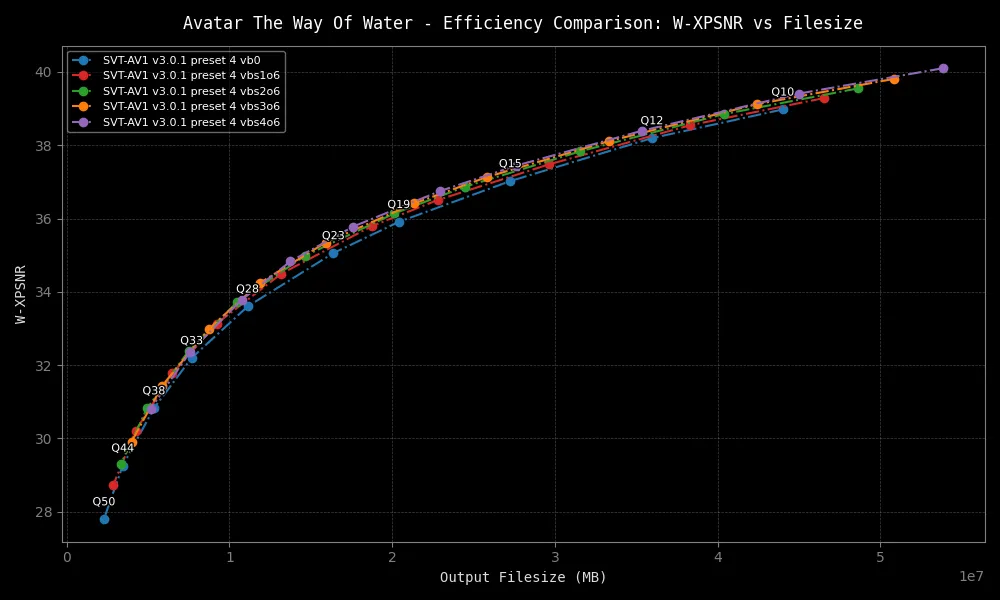 Avatar The Way Of Water - Efficiency Comparison: W-XPSNR vs Filesize
SVT-AV1 v3.0.1 preset 4 vb0
SVT-AV1 v3.0.1 preset 4 vbs1o6
SVT-AV1 v3.0.1 preset 4 vbs2o6
SVT-AV1 v3.0.1 preset 4 vbs3o6
SVT-AV1 v3.0.1 preset 4 vbs4o6
40
38
36
34
32
30
28
W-XPSNR
Q10
Q12
Q15
Q19
Q23
Q28
Q33
Q38
Q44
Q50
0 1 2 3 4 5
1e7
Output Filesize (MB)